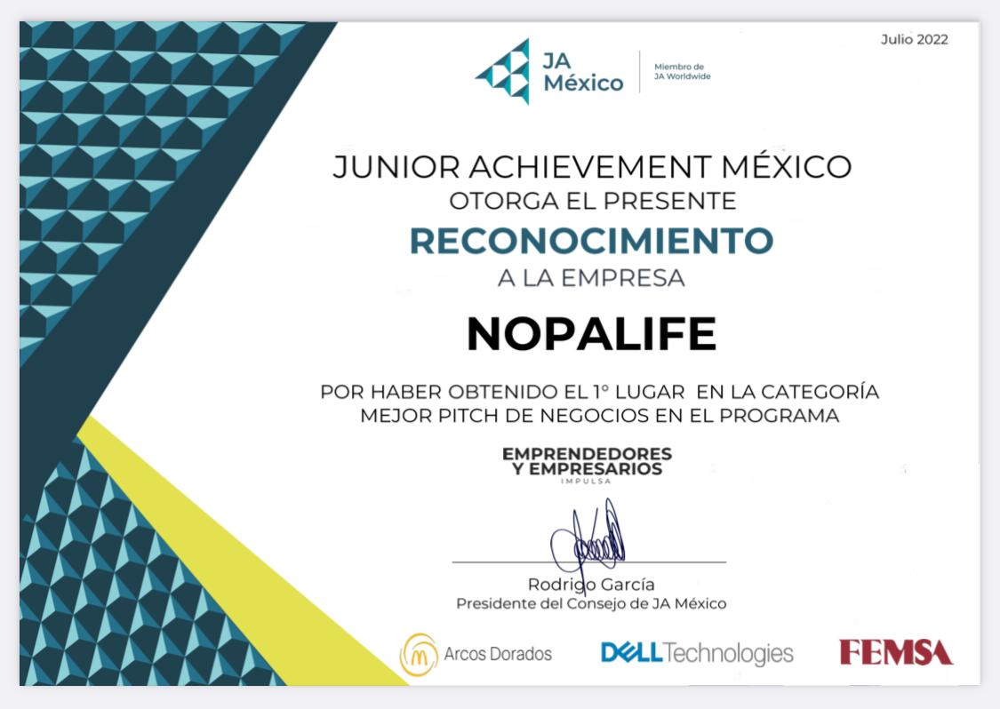 Julio 2022
JA
México
Miembro de
JA Worldwide
JUNIOR ACHIEVEMENT MÉXICO
OTORGA EL PRESENTE
RECONOCIMIENTO
A LA EMPRESA
NOPALIFE
POR HABER OBTENIDO EL 1° LUGAR EN LA CATEGORÍA
MEJOR PITCH DE NEGOCIOS EN EL PROGRAMA
EMPRENDEDORES
Y EMPRESARIOS
IMPULSA
Rodrigo García
Presidente del Consejo de JA México
Arcos Dorados
DELL Technologies
FEMSA